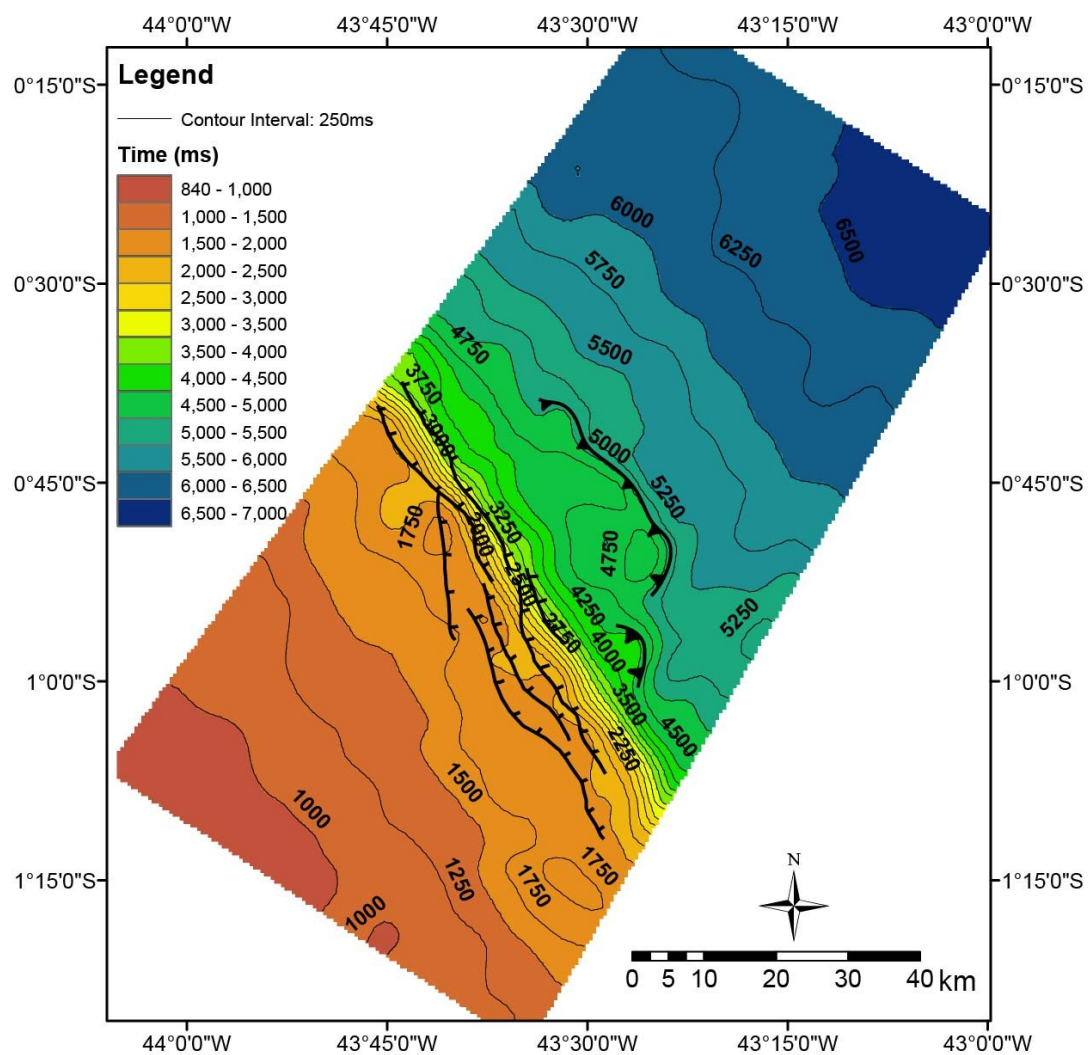 44°0'0"W 43°45'0"W 43°30'0"W 43°15'0"W 43°0'0"W
0°15'0"S
0°15'0"S
Legend
Contour Interval: 250ms
Time (ms)
840 - 1,000
1,000 - 1,500
1,500 - 2,000
2,000 - 2,500
2,500 - 3,000
3,000 - 3,500
3,500 - 4,000
4,000 - 4,500
4,500 - 5,000
5,000 - 5,500
5,500 - 6,000
6,000 - 6,500
6,500 - 7,000
6000
6250
6500
5750
0°30'0"S
0°30'0"S
5500
4750
3750
3000
5000
5250
0°45'0"S
0°45'0"S
1750
2000
3250
2500
4750
4250
2750
4000
5250
1°0'0"S
1°0'0"S
3500
4500
2250
1500
1000
1250
1750
1750
1000
1°15'0"S
1°15'0"S
N
0 5 10 20 30 40 km
44°0'0"W 43°45'0"W 43°30'0"W 43°15'0"W 43°0'0"W